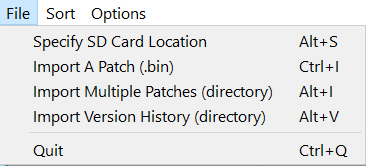 File Sort Options
Specify SD Card Location Alt+S
Import A Patch (.bin) Ctrl+I
Import Multiple Patches (directory) Alt+I
Import Version History (directory) Alt+V
Quit Ctrl+Q